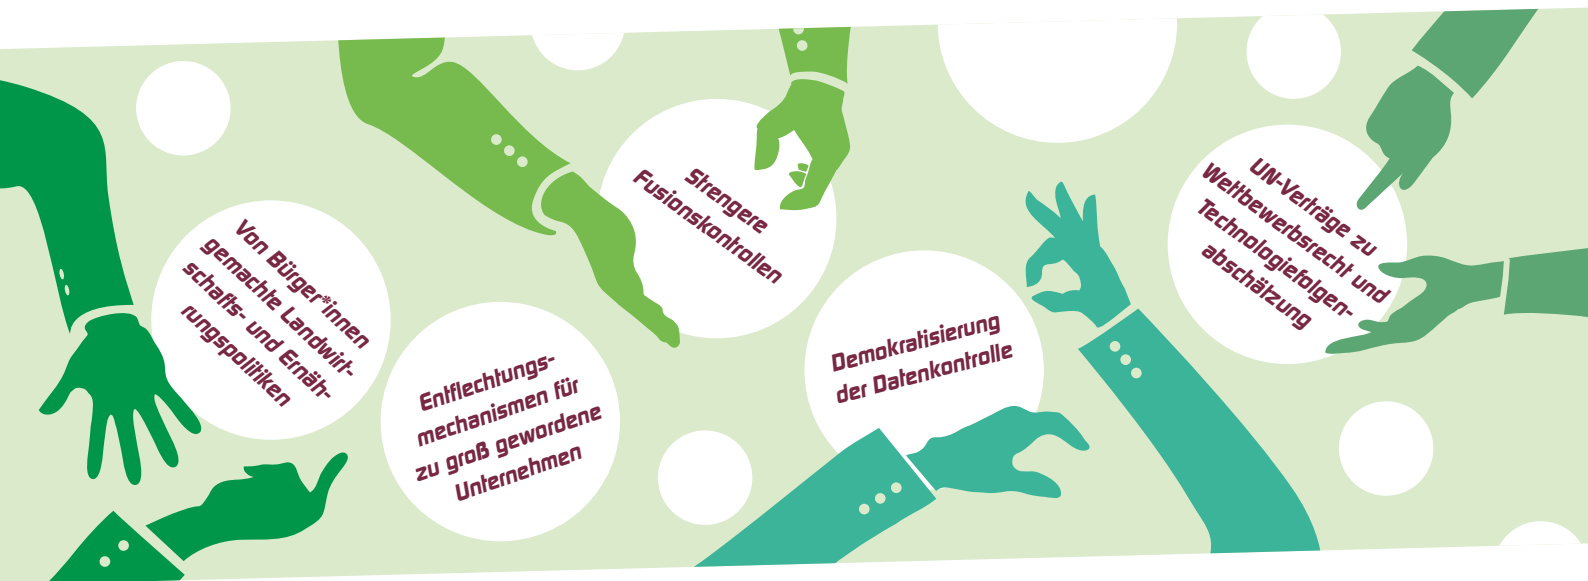 Von Bürger*innen
gemachte Landwirt-
schafts- und Ernäh-
rungspolitiken
Entflechtungs-
mechanismen für
zu groß gewordene
Unternehmen
Strengere
Fusionskontrollen
Demokratisierung
der Datenkontrolle
UN-Verträge zu
Wettbewerbsrecht und
Technologiefolgen-
abschätzung